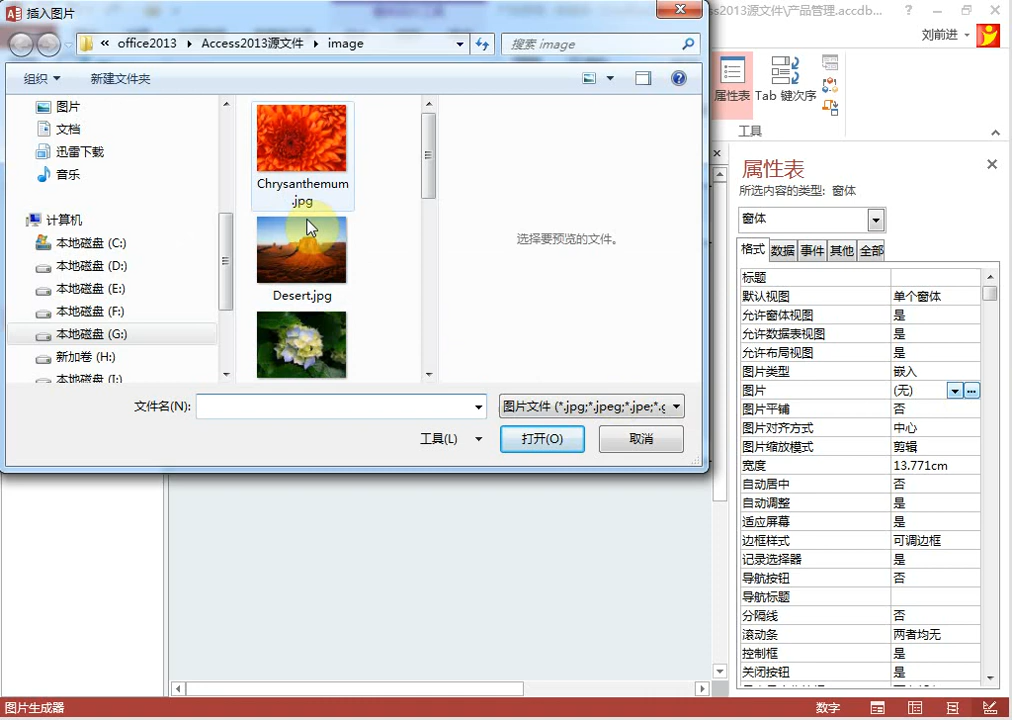 插入图片
ss2013源文件\产品管理.accdb...
刘前进
« office2013 ▸ Access2013源文件 ▸ image
搜索 image
组织
新建文件夹
图片
文档
迅雷下载
音乐
计算机
本地磁盘 (C:)
本地磁盘 (D:)
本地磁盘 (E:)
本地磁盘 (F:)
本地磁盘 (G:)
新加卷 (H:)
本地磁盘 (I:)
Chrysanthemum
.jpg
Desert.jpg
选择要预览的文件。
文件名(N):
图片文件 (*.jpg;*.jpeg;*.jpe;*.g
工具(L)
打开(O)
取消
属性表
Tab 键次序
工具
属性表
所选内容的类型: 窗体
窗体
格式 数据 事件 其他 全部
标题
默认视图 单个窗体
允许窗体视图 是
允许数据表视图 是
允许布局视图 是
图片类型 嵌入
图片 (无)
图片平铺 否
图片对齐方式 中心
图片缩放模式 剪辑
宽度 13.771cm
自动居中 否
自动调整 是
适应屏幕 是
边框样式 可调边框
记录选择器 是
导航按钮 否
导航标题
分隔线 否
滚动条 两者均无
控制框 是
关闭按钮 是
图片生成器
数字